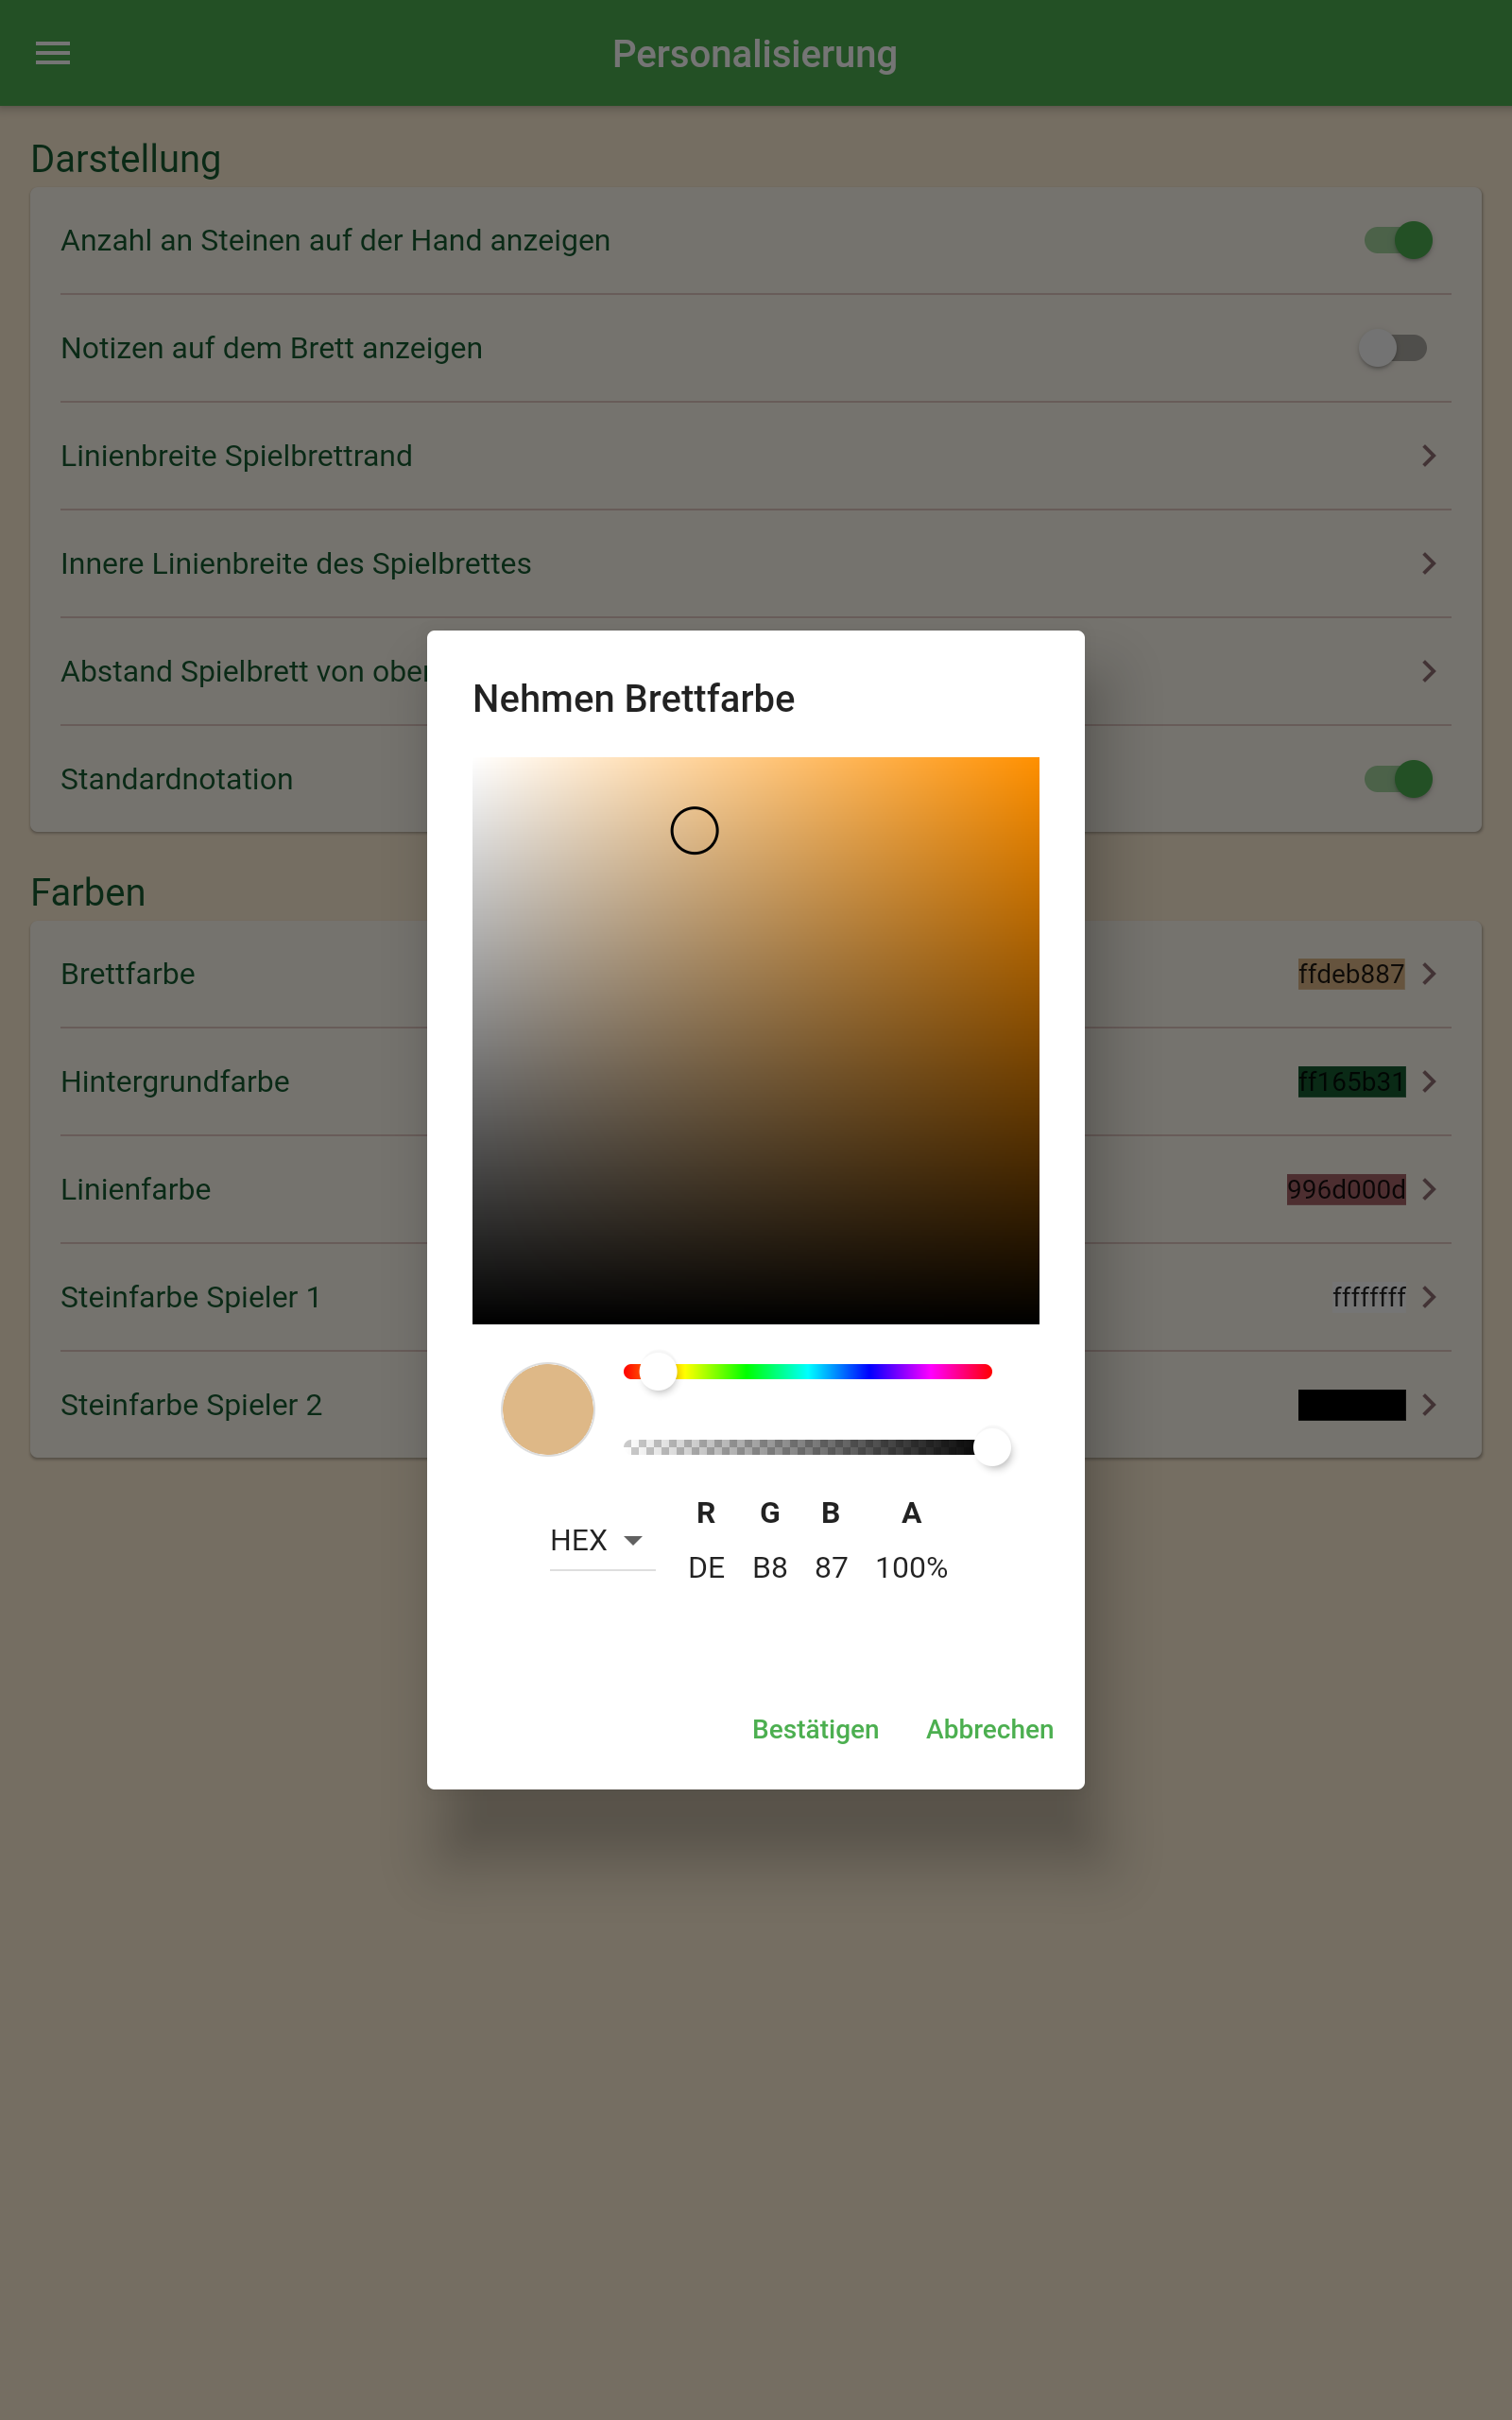 Personalisierung
Darstellung
Anzahl an Steinen auf der Hand anzeigen
Notizen auf dem Brett anzeigen
Linienbreite Spielbrettrand
Innere Linienbreite des Spielbrettes
Abstand Spielbrett von
Standardnotation
Nehmen Brettfarbe
Farben
Brettfarbe ffdeb887
Hintergrundfarbe ff165b31
Linienfarbe 996d000d
Steinfarbe Spieler 1 ffffffff
Steinfarbe Spieler 2
HEX
R G B A
DE B8 87 100%
Bestätigen Abbrechen